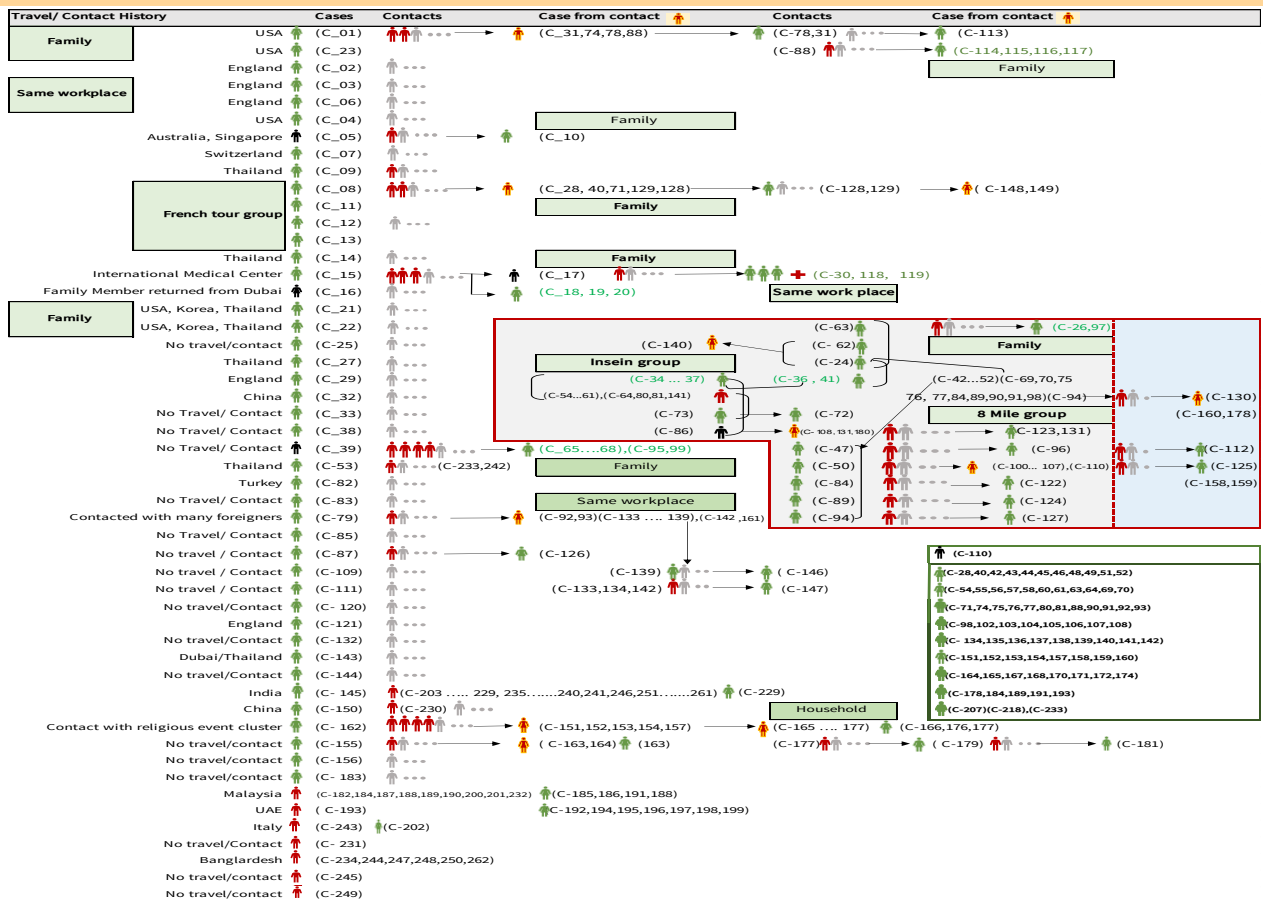 Travel/ Contact History Cases Contacts Case from contact Contacts Case from contact
Family
USA (C_01) (C_31,74,78,88) (C-78,31) (C-113)
USA (C_23) (C-88) (C-114,115,116,117)
England (C_02) Family
Same workplace
England (C_03)
England (C_06)
USA (C_04) Family
Australia, Singapore (C_05) (C_10)
Switzerland (C_07)
Thailand (C_09)
French tour group
(C_08) (C_28, 40,71,129,128) (C-128,129) ( C-148,149)
(C_11) Family
(C_12)
(C_13)
Thailand (C_14) Family
International Medical Center (C_15) (C_17) (C-30, 118, 119)
Family Member returned from Dubai (C_16) (C_18, 19, 20) Same work place
Family
USA, Korea, Thailand (C_21)
USA, Korea, Thailand (C_22) (C-63) (C-26,97)
No travel/contact (C-25) (C-140) (C- 62) Family
Thailand (C_27) Insein group (C-24)
England (C_29) (C-34 ... 37) (C-36 , 41) (C-42...52)(C-69,70,75
China (C_32) (C-54...61),(C-64,80,81,141) 76, 77,84,89,90,91,98)(C-94) (C-130)
No Travel/ Contact (C_33) (C-73) (C-72) 8 Mile group (C-160,178)
No Travel/ Contact (C_38) (C-86) (C- 108,131,180) (C-123,131)
No Travel/ Contact (C_39) (C_65....68),(C-95,99) (C-47) (C-96) (C-112)
Thailand (C-53) (C-233,242) Family (C-50) (C-100... 107),(C-110) (C-125)
Turkey (C-82) (C-84) (C-122) (C-158,159)
No Travel/ Contact (C-83) Same workplace (C-89) (C-124)
Contacted with many foreigners (C-79) (C-92,93)(C-133 .... 139),(C-142 ,161) (C-94) (C-127)
No Travel/ Contact (C-85)
No travel / Contact (C-87) (C-126) (C-110)
No travel / Contact (C-109) (C-139) ( C-146) (C-28,40,42,43,44,45,46,48,49,51,52)
No travel / Contact (C-111) (C-133,134,142) (C-147) (C-54,55,56,57,58,60,61,63,64,69,70)
No travel/Contact (C- 120) (C-71,74,75,76,77,80,81,88,90,91,92,93)
England (C-121) (C-98,102,103,104,105,106,107,108)
No travel/Contact (C-132) (C- 134,135,136,137,138,139,140,141,142)
Dubai/Thailand (C-143) (C-151,152,153,154,157,158,159,160)
No travel/Contact (C-144) (C-164,165,167,168,170,171,172,174)
India (C- 145) (C-203 ..... 229, 235.......240,241,246,251.......261) (C-229) (C-178,184,189,191,193)
China (C-150) (C-230) Household (C-207)(C-218),(C-233)
Contact with religious event cluster (C- 162) (C-151,152,153,154,157) (C-165 .... 177) (C-166,176,177)
No travel/contact (C-155) ( C-163,164) (163) (C-177) ( C-179) (C-181)
No travel/contact (C-156)
No travel/contact (C- 183)
Malaysia (C-182,184,187,188,189,190,200,201,232) (C-185,186,191,188)
UAE ( C-193) (C-192,194,195,196,197,198,199)
Italy (C-243) (C-202)
No travel/Contact (C- 231)
Banglardesh (C-234,244,247,248,250,262)
No travel/contact (C-245)
No travel/contact (C-249)